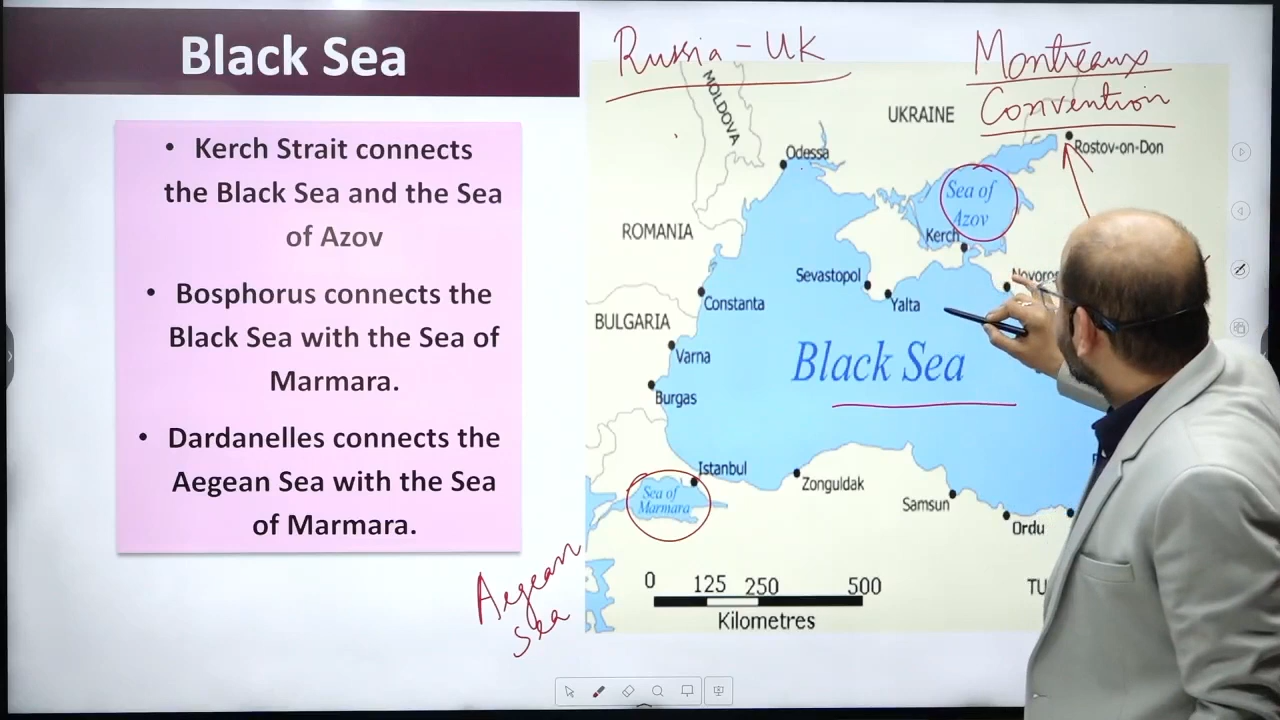 Black Sea
• Kerch Strait connects
the Black Sea and the Sea
of Azov
• Bosphorus connects the
Black Sea with the Sea of
Marmara.
• Dardanelles connects the
Aegean Sea with the Sea
of Marmara.
Russia - UK
Montreaux
Convention
MOLDOVA
UKRAINE
Rostov-on-Don
Odessa
Sea of
Azov
ROMANIA
Kerch
Sevastopol
Yalta
Constanta
BULGARIA
Varna
Black Sea
Burgas
Istanbul
Sea of
Marmara
Zonguldak
Samsun
Ordu
Aegean
Sea
0 125 250 500
Kilometres
TU